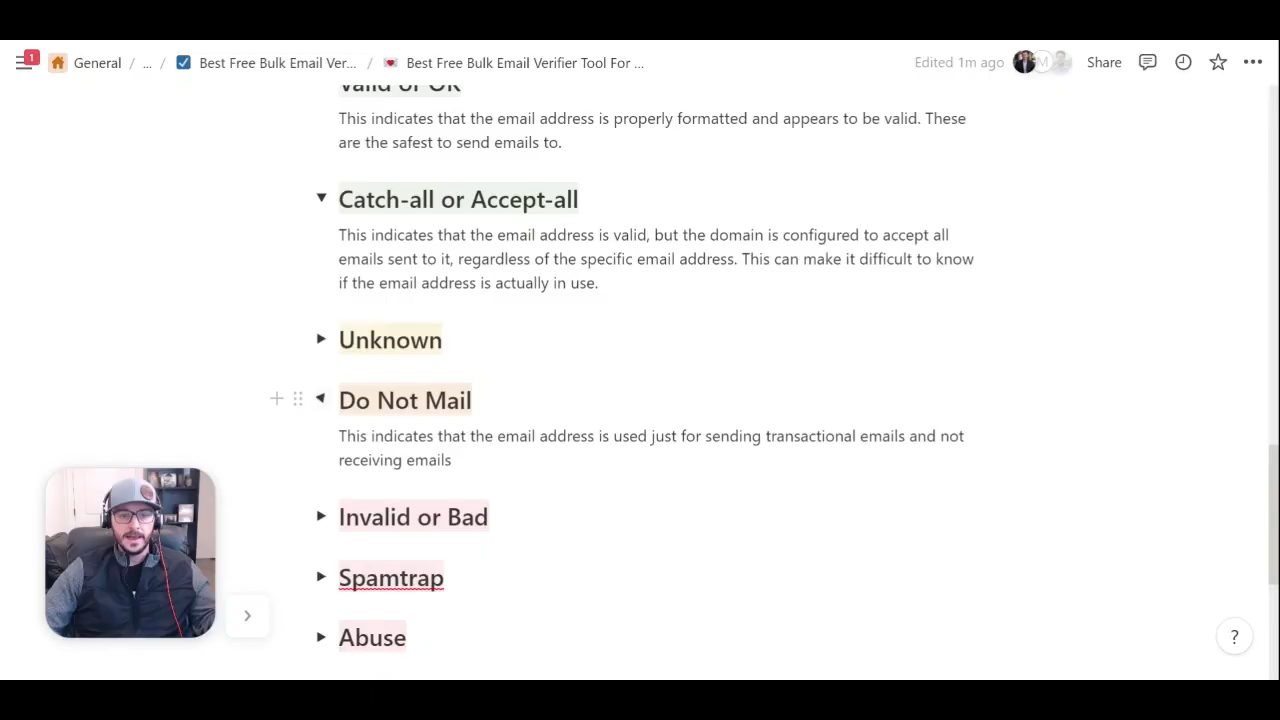 1
General / ... / Best Free Bulk Email Ver... / Best Free Bulk Email Verifier Tool For ...
Edited 1m ago M Share
Valid or OK
This indicates that the email address is properly formatted and appears to be valid. These
are the safest to send emails to.
Catch-all or Accept-all
This indicates that the email address is valid, but the domain is configured to accept all
emails sent to it, regardless of the specific email address. This can make it difficult to know
if the email address is actually in use.
Unknown
Do Not Mail
This indicates that the email address is used just for sending transactional emails and not
receiving emails
Invalid or Bad
Spamtrap
Abuse
?